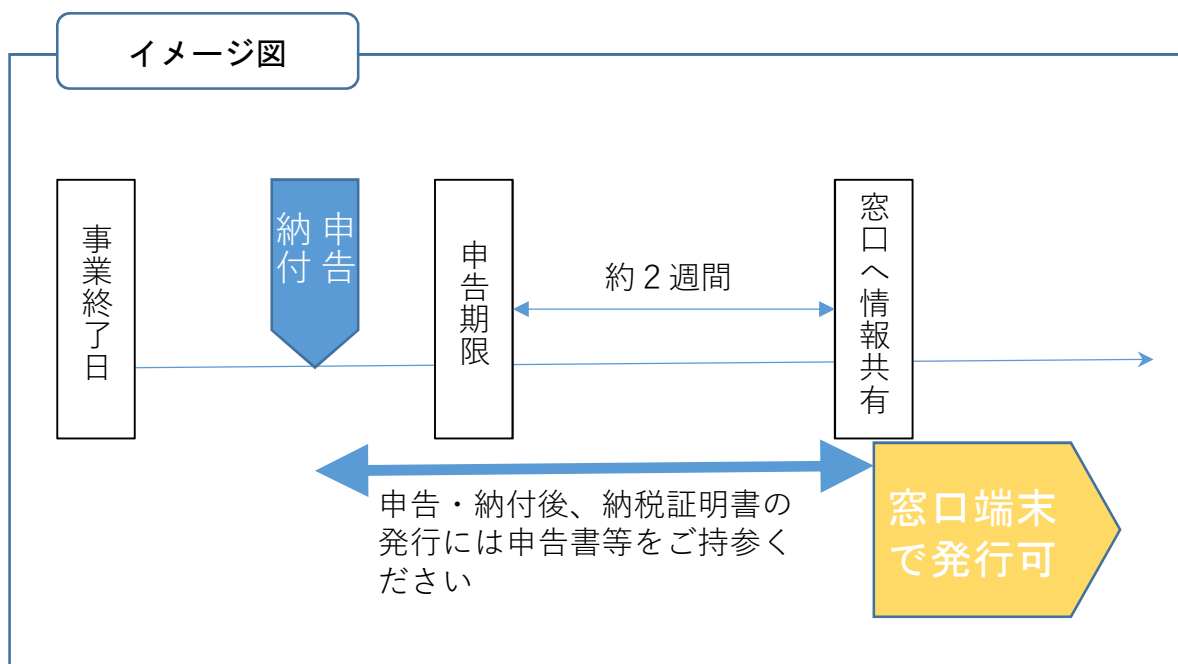 イメージ図
事業終了日
申告
納付
申告期限
約２週間
窓口へ情報共有
申告・納付後、納税証明書の
発行には申告書等をご持参く
ださい
窓口端末
で発行可